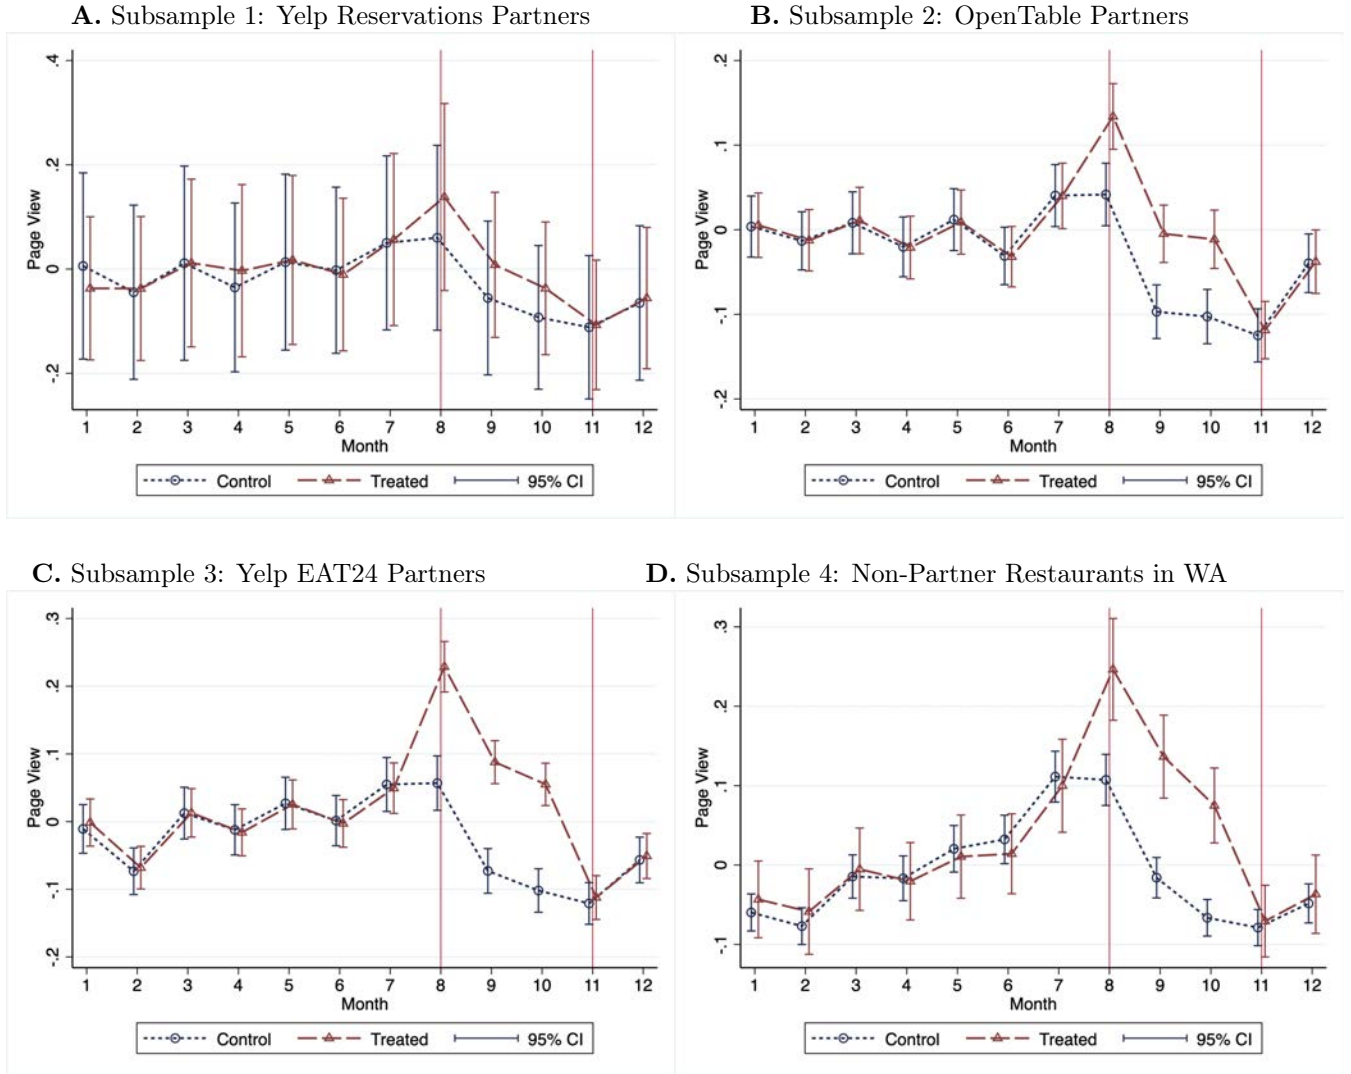 A. Subsample 1: Yelp Reservations Partners
B. Subsample 2: OpenTable Partners
.4
.2
0
-.2
Page View
1 2 3 4 5 6 7 8 9 10 11 12
Month
Control Treated 95% CI
.2
.1
0
-.1
-.2
Page View
1 2 3 4 5 6 7 8 9 10 11 12
Month
Control Treated 95% CI
C. Subsample 3: Yelp EAT24 Partners
D. Subsample 4: Non-Partner Restaurants in WA
.3
.2
.1
0
-.1
-.2
Page View
1 2 3 4 5 6 7 8 9 10 11 12
Month
Control Treated 95% CI
.3
.2
.1
0
-.1
Page View
1 2 3 4 5 6 7 8 9 10 11 12
Month
Control Treated 95% CI